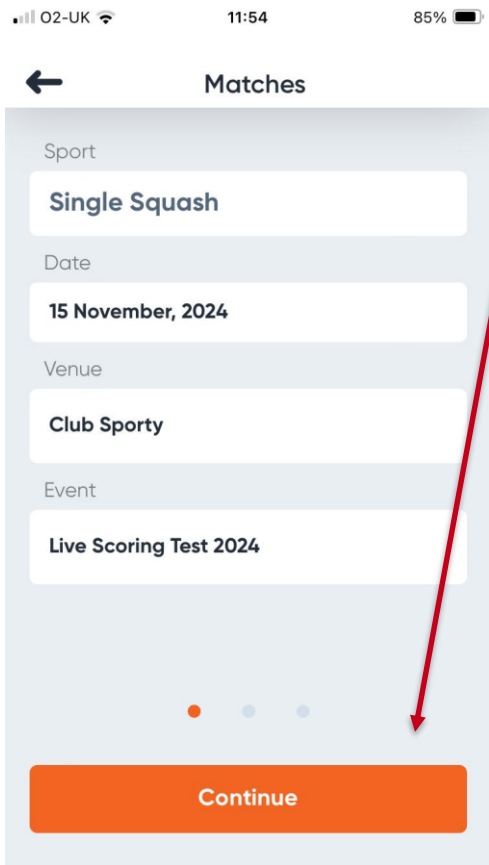 O2-UK 11:54 85%
Matches
Sport
Single Squash
Date
15 November, 2024
Venue
Club Sporty
Event
Live Scoring Test 2024
Continue